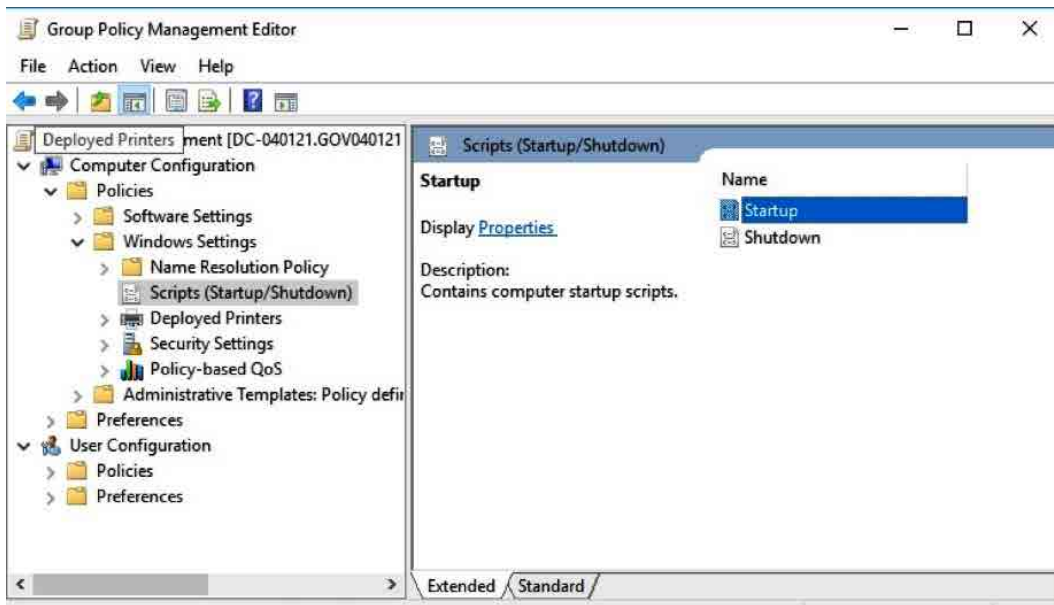 Group Policy Management Editor
File Action View Help
Deployed Printers ment [DC-040121.GOV040121
Computer Configuration
Policies
Software Settings
Windows Settings
Name Resolution Policy
Scripts (Startup/Shutdown)
Deployed Printers
Security Settings
Policy-based QoS
Administrative Templates: Policy defin
Preferences
User Configuration
Policies
Preferences
Scripts (Startup/Shutdown)
Startup
Display Properties
Description:
Contains computer startup scripts.
Name
Startup
Shutdown
Extended Standard